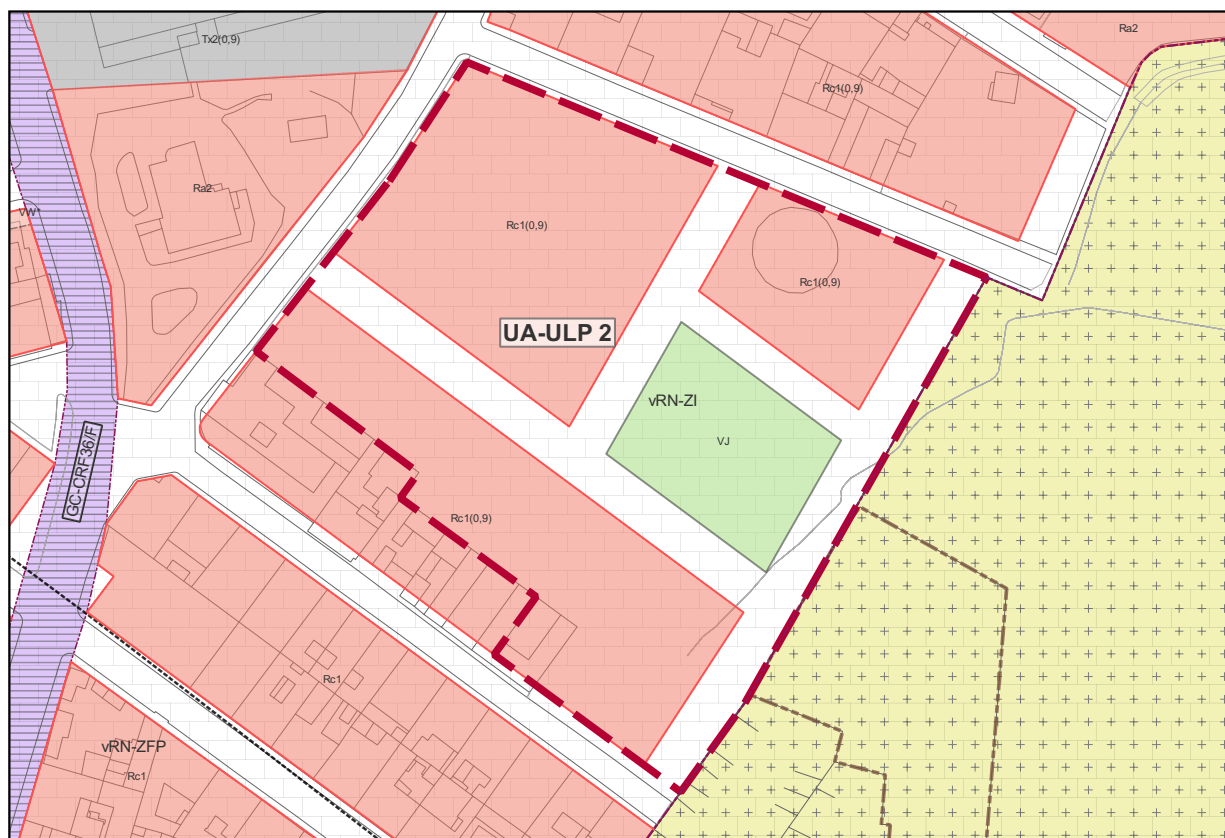 Tx2(0,9)
Ra2
Rc1(0,9)
Ra2
VW*
Rc1(0,9)
Rc1(0,9)
UA-ULP 2
vRN-ZI
VJ
GC-CRF36/F
Rc1(0,9)
Rc1
vRN-ZFP
Rc1